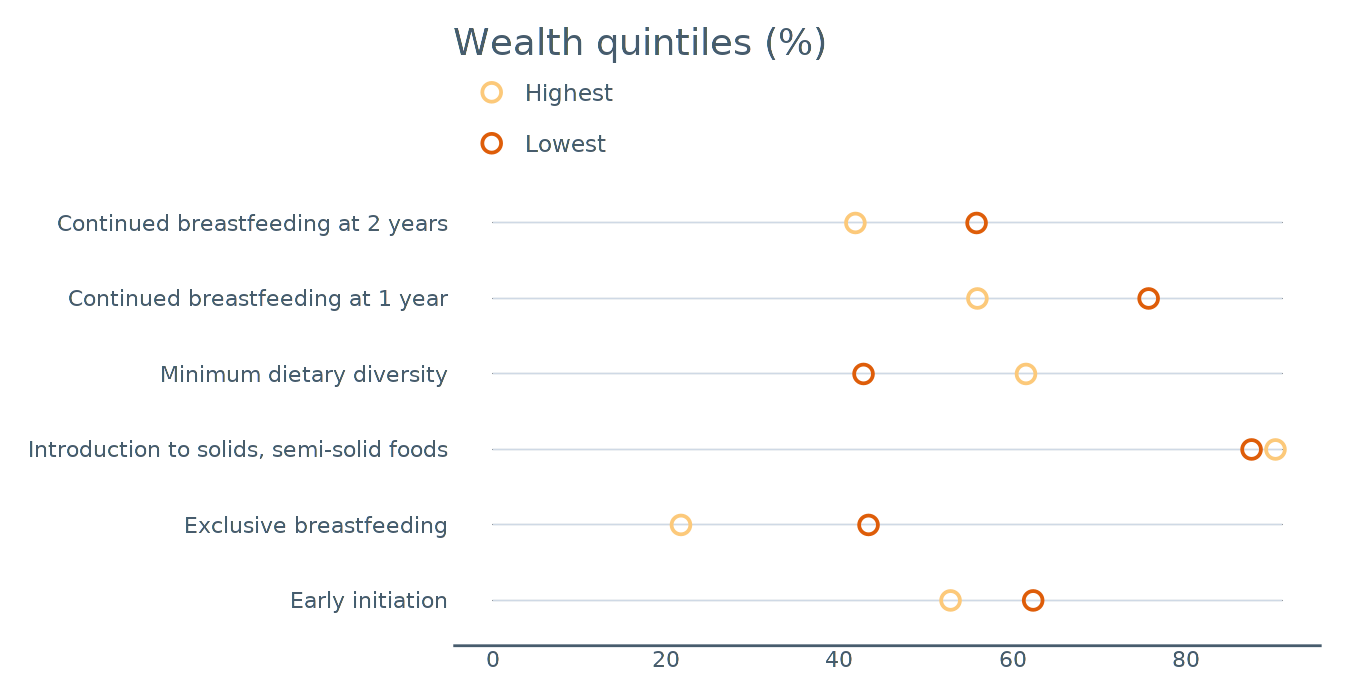 Wealth quintiles (%)
Highest
Lowest
Continued breastfeeding at 2 years
Continued breastfeeding at 1 year
Minimum dietary diversity
Introduction to solids, semi-solid foods
Exclusive breastfeeding
Early initiation
0 20 40 60 80